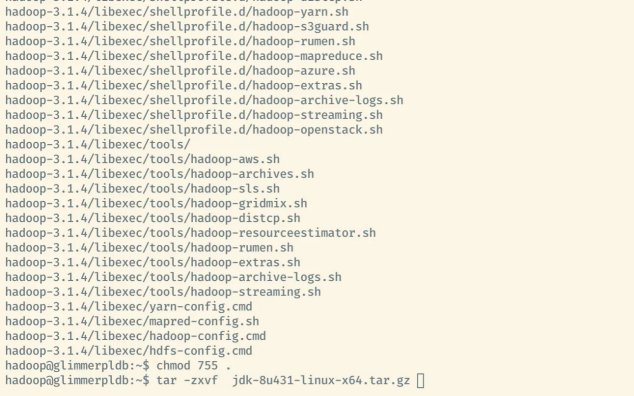 hadoop-3.1.4/libexec/shellprofile.d/hadoop-distcp.sh
hadoop-3.1.4/libexec/shellprofile.d/hadoop-yarn.sh
hadoop-3.1.4/libexec/shellprofile.d/hadoop-s3guard.sh
hadoop-3.1.4/libexec/shellprofile.d/hadoop-rumen.sh
hadoop-3.1.4/libexec/shellprofile.d/hadoop-mapreduce.sh
hadoop-3.1.4/libexec/shellprofile.d/hadoop-azure.sh
hadoop-3.1.4/libexec/shellprofile.d/hadoop-extras.sh
hadoop-3.1.4/libexec/shellprofile.d/hadoop-archive-logs.sh
hadoop-3.1.4/libexec/shellprofile.d/hadoop-streaming.sh
hadoop-3.1.4/libexec/shellprofile.d/hadoop-openstack.sh
hadoop-3.1.4/libexec/tools/
hadoop-3.1.4/libexec/tools/hadoop-aws.sh
hadoop-3.1.4/libexec/tools/hadoop-archives.sh
hadoop-3.1.4/libexec/tools/hadoop-sls.sh
hadoop-3.1.4/libexec/tools/hadoop-gridmix.sh
hadoop-3.1.4/libexec/tools/hadoop-distcp.sh
hadoop-3.1.4/libexec/tools/hadoop-resourceestimator.sh
hadoop-3.1.4/libexec/tools/hadoop-rumen.sh
hadoop-3.1.4/libexec/tools/hadoop-extras.sh
hadoop-3.1.4/libexec/tools/hadoop-archive-logs.sh
hadoop-3.1.4/libexec/tools/hadoop-streaming.sh
hadoop-3.1.4/libexec/yarn-config.cmd
hadoop-3.1.4/libexec/mapred-config.sh
hadoop-3.1.4/libexec/hadoop-config.cmd
hadoop-3.1.4/libexec/hdfs-config.cmd
hadoop@glimmerpldb:~$ chmod 755 .
hadoop@glimmerpldb:~$ tar -zxvf  jdk-8u431-linux-x64.tar.gz